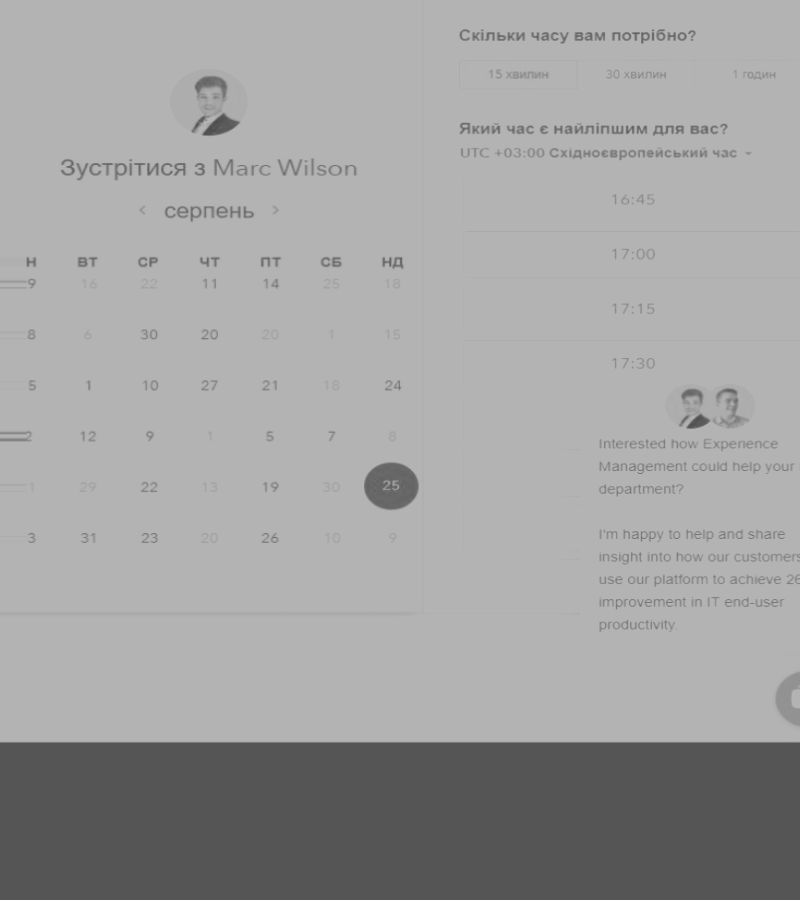 Зустрітися з Marc Wilson
серпень
Н ВТ СР ЧТ ПТ СБ НД
9 16 22 11 14 25 18
8 6 30 20 20 1 15
5 1 10 27 21 18 24
2 12 9 1 5 7 8
1 29 22 13 19 30 25
3 31 23 20 26 10 9
Скільки часу вам потрібно?
15 хвилин 30 хвилин 1 годин
Який час є найліпшим для вас?
UTC +03:00 Східноєвропейський час
16:45
17:00
17:15
17:30
Interested how Experience
Management could help your
department?
I'm happy to help and share
insight into how our customers
use our platform to achieve 26
improvement in IT end-user
productivity.